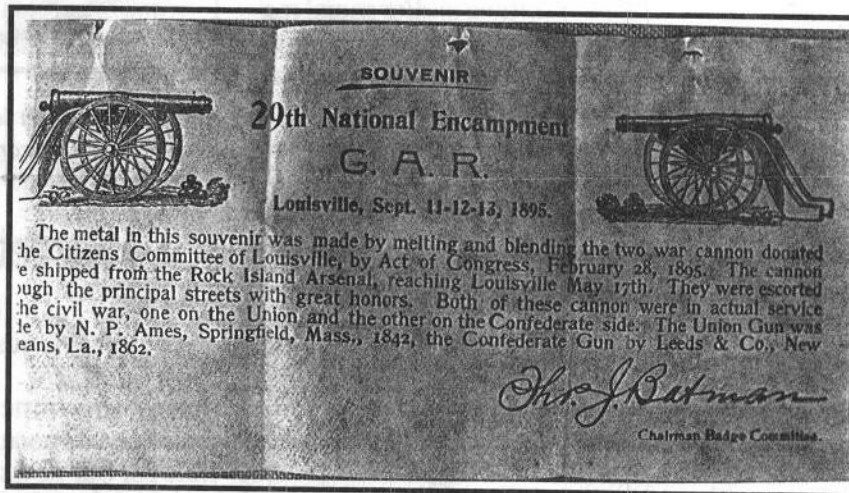 SOUVENIR
29th National Encampment
G. A. R.
Louisville, Sept. 11-12-13, 1895.
The metal in this souvenir was made by melting and blending the two war cannon donated
he Citizens Committee of Louisville, by Act of Congress, February 28, 1895. The cannon
e shipped from the Rock Island Arsenal, reaching Louisville May 17th. They were escorted
ough the principal streets with great honors. Both of these cannon were in actual service
he civil war, one on the Union and the other on the Confederate side. The Union Gun was
le by N. P. Ames, Springfield, Mass., 1842, the Confederate Gun by Leeds & Co., New
eans, La., 1862.
Thos. J. Batman
Chairman Badge Committee.